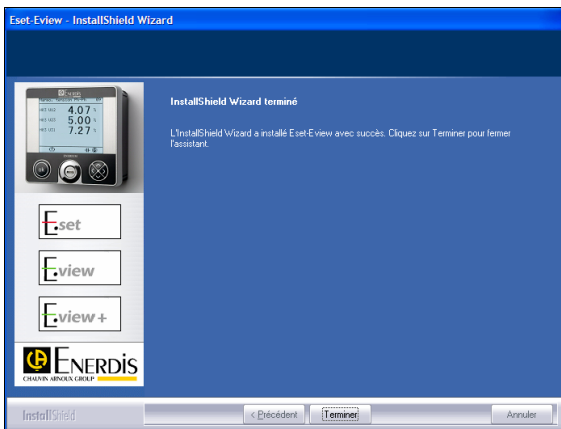 Eset-Eview - InstallShield Wizard
ENERDIS
4.07
5.00
7.27
InstallShield Wizard terminé
L'InstallShield Wizard a installé Eset-Eview avec succès. Cliquez sur Terminer pour fermer
l'assistant.
E.set
E.view
E.view+
ENERDIS
CHAUVIN ARNOUX GROUP
InstallShield
< Précédent
Terminer
Annuler